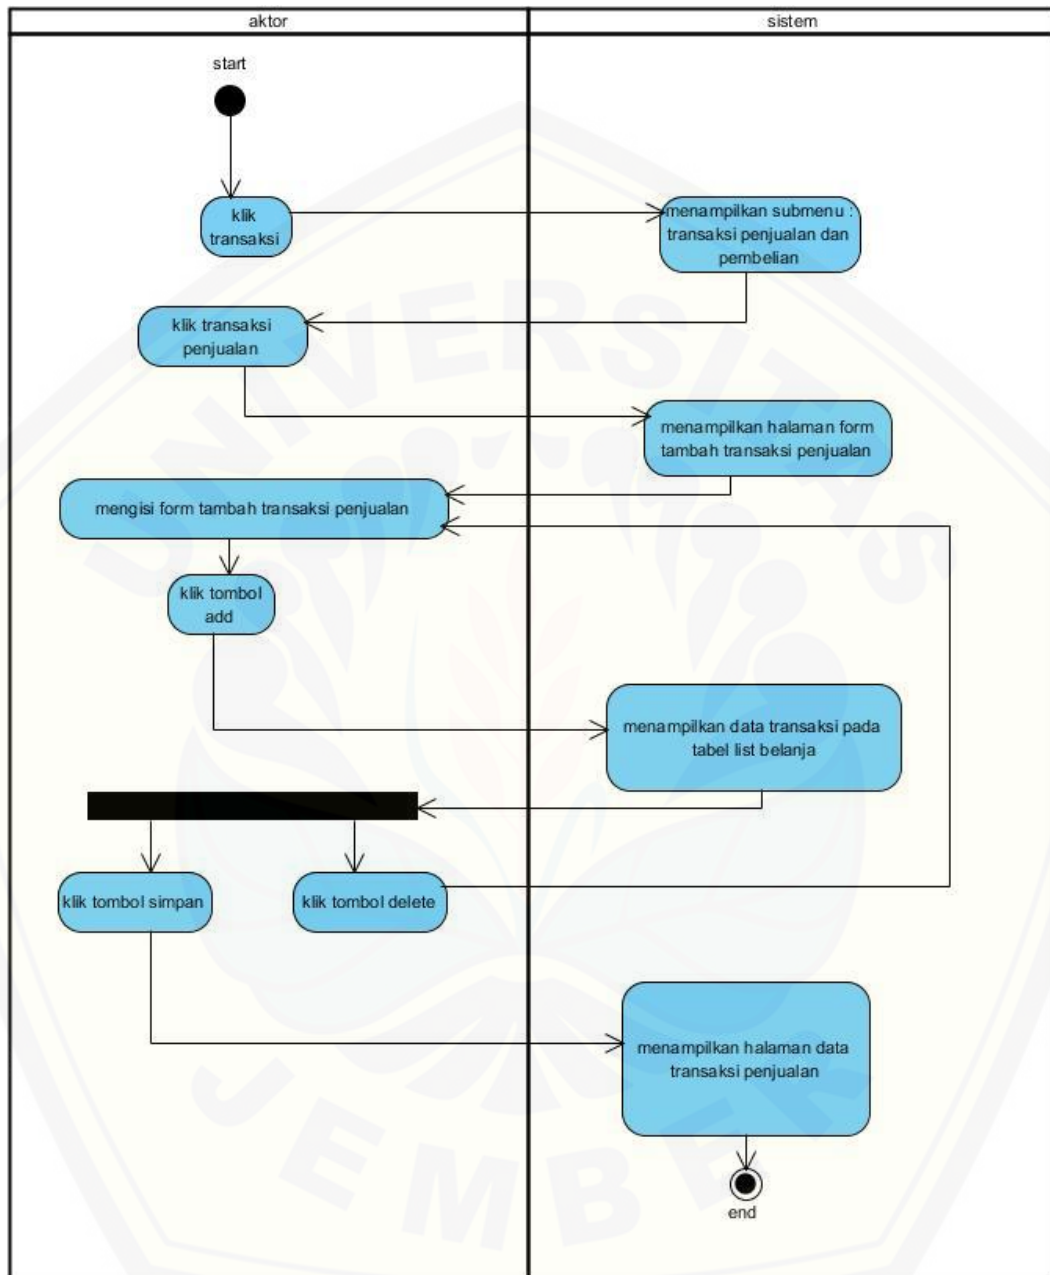 aktor
sistem
start
klik
transaksi
menampilkan submenu :
transaksi penjualan dan
pembelian
klik transaksi
penjualan
menampilkan halaman form
tambah transaksi penjualan
mengisi form tambah transaksi penjualan
klik tombol
add
menampilkan data transaksi pada
tabel list belanja
klik tombol simpan
klik tombol delete
menampilkan halaman data
transaksi penjualan
end
UNIVERSITAS
JEMBER